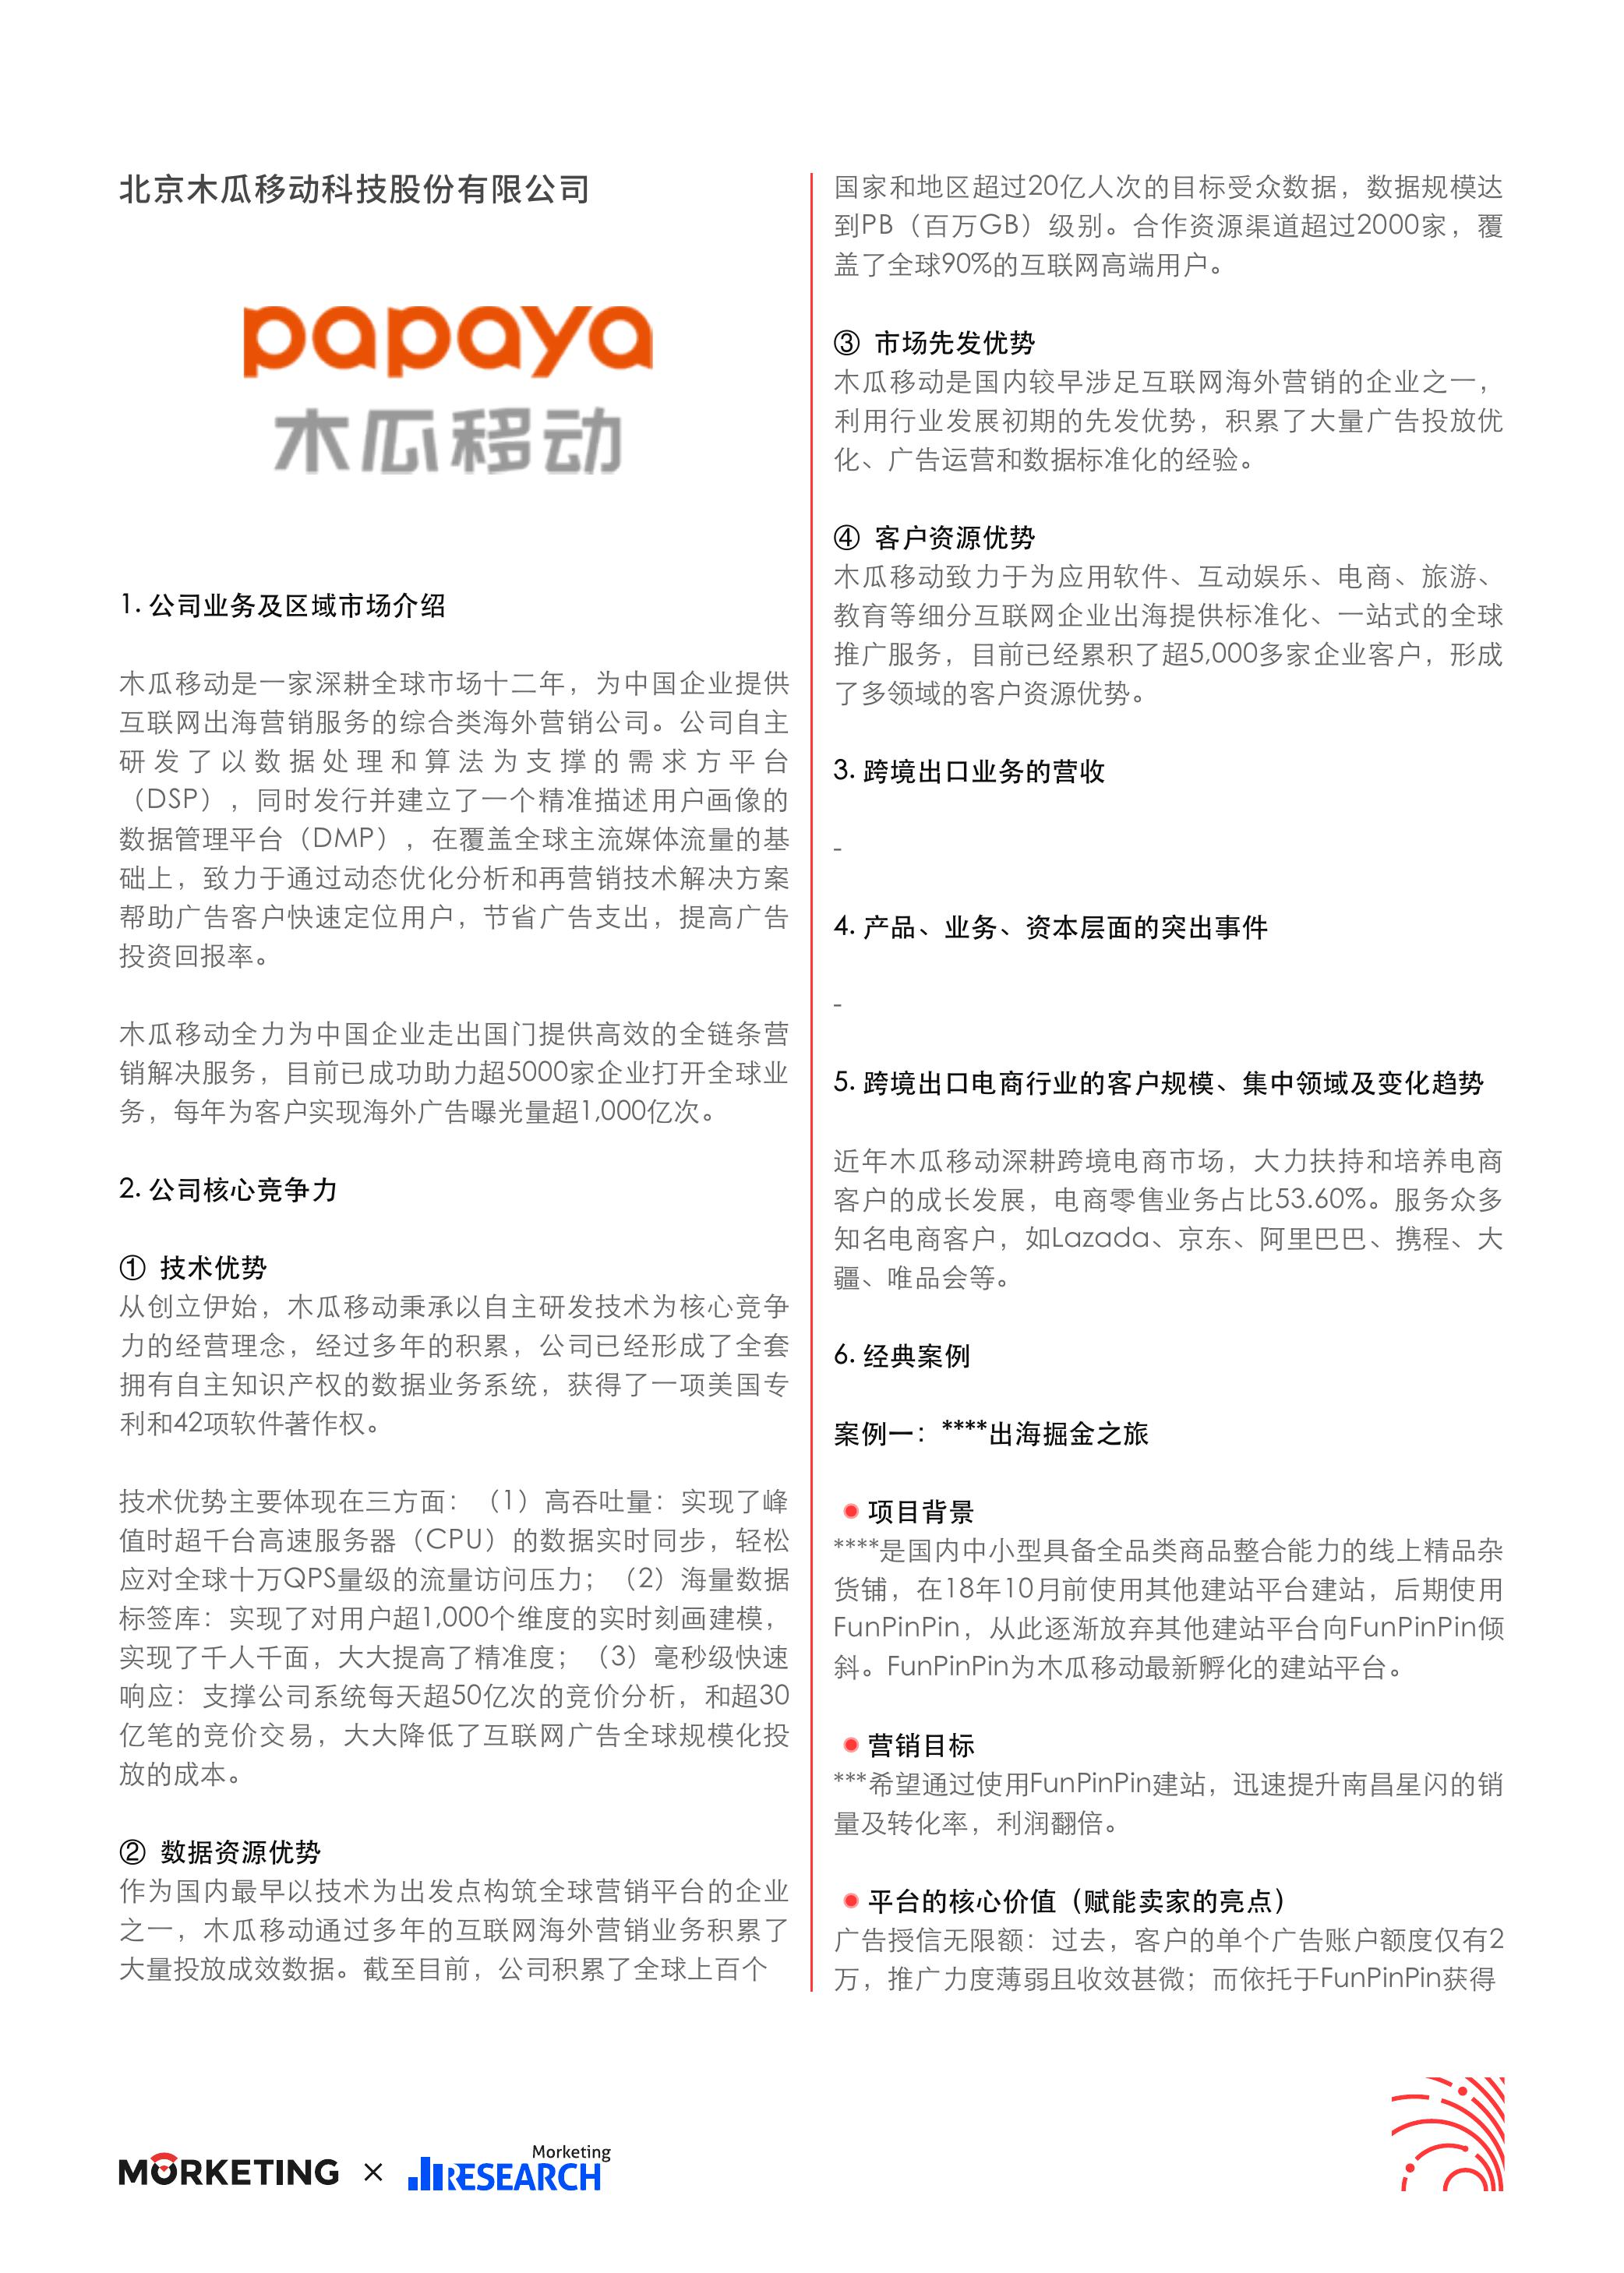 北京木瓜移动科技股份有限公司
papaya
木瓜移动
1. 公司业务及区域市场介绍
木瓜移动是一家深耕全球市场十二年，为中国企业提供
互联网出海营销服务的综合类海外营销公司。公司自主
研发了以数据处理和算法为支撑的需求方平台
（DSP），同时发行并建立了一个精准描述用户画像的
数据管理平台（DMP），在覆盖全球主流媒体流量的基
础上，致力于通过动态优化分析和再营销技术解决方案
帮助广告客户快速定位用户，节省广告支出，提高广告
投资回报率。
木瓜移动全力为中国企业走出国门提供高效的全链条营
销解决服务，目前已成功助力超5000家企业打开全球业
务，每年为客户实现海外广告曝光量超1,000亿次。
2. 公司核心竞争力
① 技术优势
从创立伊始，木瓜移动秉承以自主研发技术为核心竞争
力的经营理念，经过多年的积累，公司已经形成了全套
拥有自主知识产权的数据业务系统，获得了一项美国专
利和42项软件著作权。
技术优势主要体现在三方面：（1）高吞吐量：实现了峰
值时超千台高速服务器（CPU）的数据实时同步，轻松
应对全球十万QPS量级的流量访问压力；（2）海量数据
标签库：实现了对用户超1,000个维度的实时刻画建模，
实现了千人千面，大大提高了精准度；（3）毫秒级快速
响应：支撑公司系统每天超50亿次的竞价分析，和超30
亿笔的竞价交易，大大降低了互联网广告全球规模化投
放的成本。
② 数据资源优势
作为国内最早以技术为出发点构筑全球营销平台的企业
之一，木瓜移动通过多年的互联网海外营销业务积累了
大量投放成效数据。截至目前，公司积累了全球上百个
国家和地区超过20亿人次的目标受众数据，数据规模达
到PB（百万GB）级别。合作资源渠道超过2000家，覆
盖了全球90%的互联网高端用户。
③ 市场先发优势
木瓜移动是国内较早涉足互联网海外营销的企业之一，
利用行业发展初期的先发优势，积累了大量广告投放优
化、广告运营和数据标准化的经验。
④ 客户资源优势
木瓜移动致力于为应用软件、互动娱乐、电商、旅游、
教育等细分互联网企业出海提供标准化、一站式的全球
推广服务，目前已经累积了超5,000多家企业客户，形成
了多领域的客户资源优势。
3. 跨境出口业务的营收
-
4. 产品、业务、资本层面的突出事件
-
5. 跨境出口电商行业的客户规模、集中领域及变化趋势
近年木瓜移动深耕跨境电商市场，大力扶持和培养电商
客户的成长发展，电商零售业务占比53.60%。服务众多
知名电商客户，如Lazada、京东、阿里巴巴、携程、大
疆、唯品会等。
6. 经典案例
案例一：****出海掘金之旅
项目背景
****是国内中小型具备全品类商品整合能力的线上精品杂
货铺，在18年10月前使用其他建站平台建站，后期使用
FunPinPin，从此逐渐放弃其他建站平台向FunPinPin倾
斜。FunPinPin为木瓜移动最新孵化的建站平台。
营销目标
***希望通过使用FunPinPin建站，迅速提升南昌星闪的销
量及转化率，利润翻倍。
平台的核心价值（赋能卖家的亮点）
广告授信无限额：过去，客户的单个广告账户额度仅有2
万，推广力度薄弱且收效甚微；而依托于FunPinPin获得
MORKETING × Morketing RESEARCH